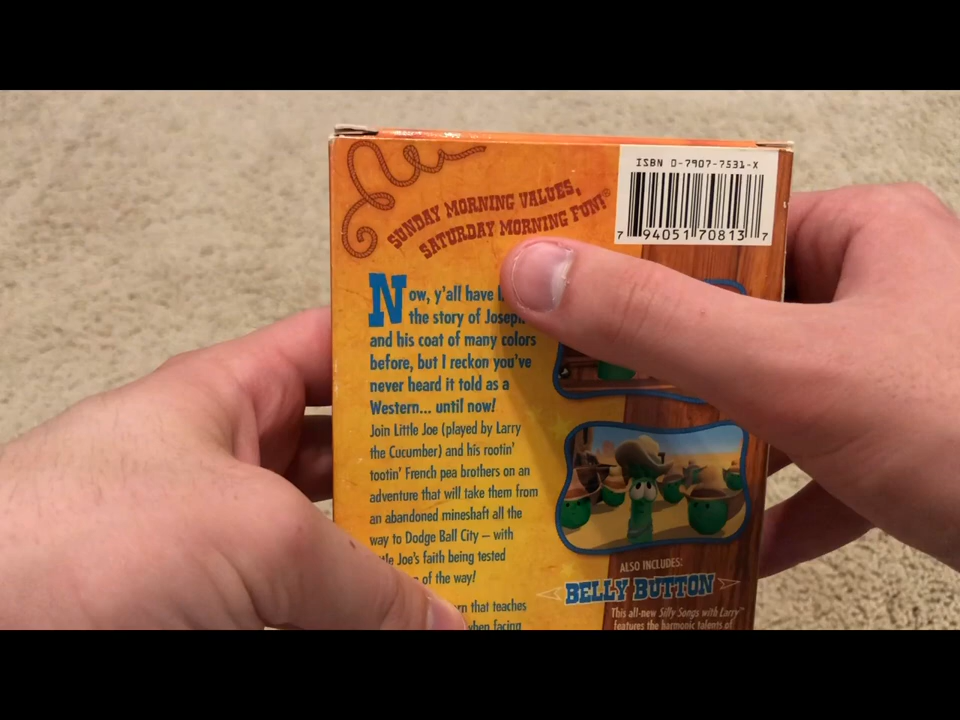 ISBN 0-7907-7531-X
7 94051 70813 7
SUNDAY MORNING VALUES,
SATURDAY MORNING FUN!®
Now, y'all have
the story of Joseph
and his coat of many colors
before, but I reckon you've
never heard it told as a
Western... until now!
Join Little Joe (played by Larry
the Cucumber) and his rootin'
tootin' French pea brothers on an
adventure that will take them from
an abandoned mineshaft all the
way to Dodge Ball City – with
Joe's faith being tested
of the way!
that teaches
when facing
ALSO INCLUDES:
BELLY BUTTON
This all-new Silly Songs with Larry™
features the harmonic talents of